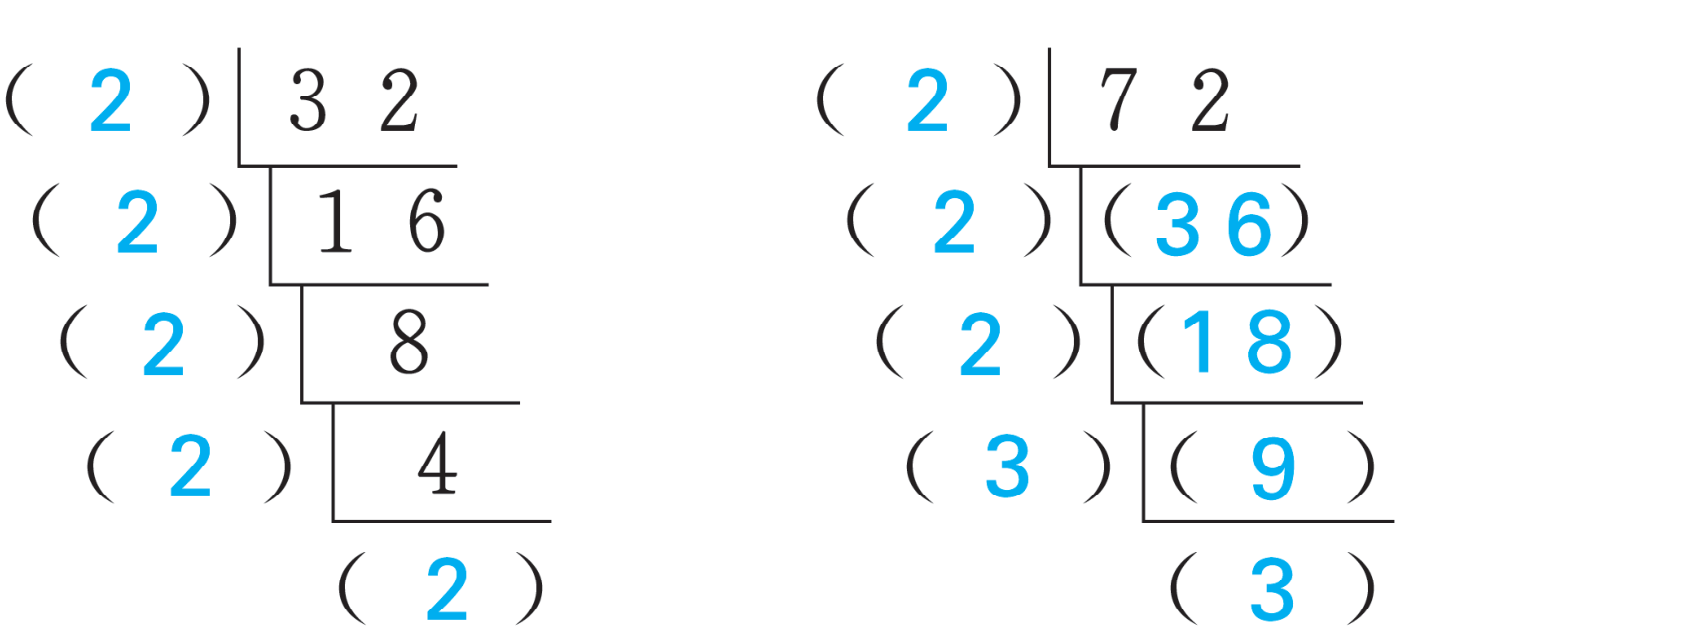 ( 2 ) 3 2 ( 2 ) 7 2
( 2 ) 1 6 ( 2 ) ( 3 6 )
( 2 ) 8 ( 2 ) ( 1 8 )
( 2 ) 4 ( 3 ) ( 9 )
( 2 ) ( 3 )